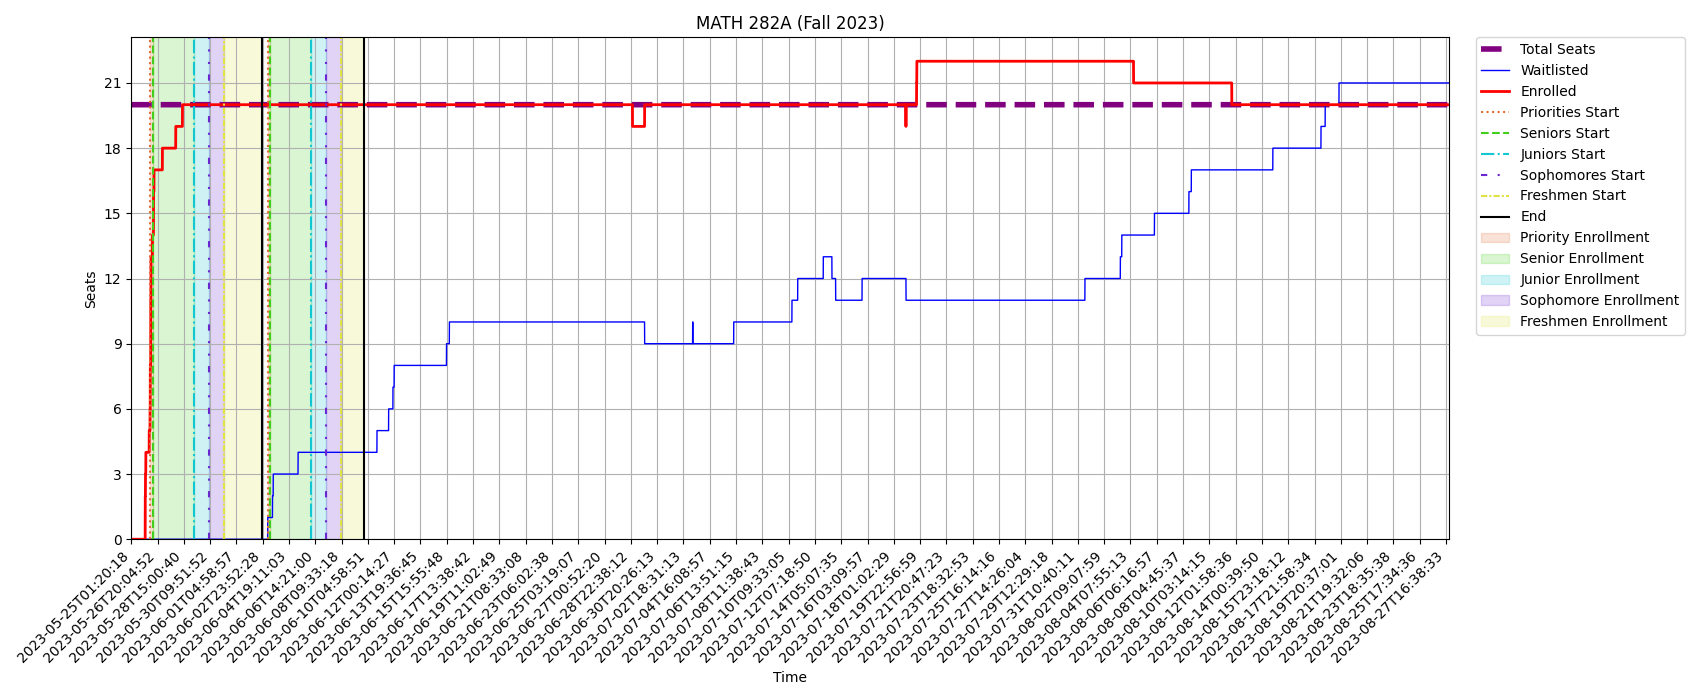 MATH 282A (Fall 2023)
Seats
21
18
15
12
9
6
3
0
2023-05-25T01:20:18
2023-05-26T20:04:52
2023-05-28T15:00:40
2023-05-30T09:51:52
2023-06-01T04:58:57
2023-06-02T23:52:28
2023-06-04T19:11:03
2023-06-06T14:21:00
2023-06-08T09:33:18
2023-06-10T04:58:51
2023-06-12T00:14:27
2023-06-13T19:36:45
2023-06-15T15:55:48
2023-06-17T13:38:42
2023-06-19T11:02:49
2023-06-21T08:33:08
2023-06-23T06:02:38
2023-06-25T03:19:07
2023-06-27T00:52:20
2023-06-28T22:38:12
2023-06-30T20:26:13
2023-07-02T18:31:13
2023-07-04T16:08:57
2023-07-06T13:51:15
2023-07-08T11:38:43
2023-07-10T09:33:05
2023-07-12T07:18:50
2023-07-14T05:07:35
2023-07-16T03:09:57
2023-07-18T01:02:29
2023-07-19T22:56:59
2023-07-21T20:47:23
2023-07-23T18:32:53
2023-07-25T16:14:16
2023-07-27T14:26:04
2023-07-29T12:29:18
2023-07-31T10:40:11
2023-08-02T09:07:59
2023-08-04T07:55:13
2023-08-06T06:16:57
2023-08-08T04:45:37
2023-08-10T03:14:15
2023-08-12T01:58:36
2023-08-14T00:39:50
2023-08-15T23:18:12
2023-08-17T21:58:34
2023-08-19T20:37:01
2023-08-21T19:32:06
2023-08-23T18:35:38
2023-08-25T17:34:36
2023-08-27T16:38:33
Time
Total Seats
Waitlisted
Enrolled
Priorities Start
Seniors Start
Juniors Start
Sophomores Start
Freshmen Start
End
Priority Enrollment
Senior Enrollment
Junior Enrollment
Sophomore Enrollment
Freshmen Enrollment